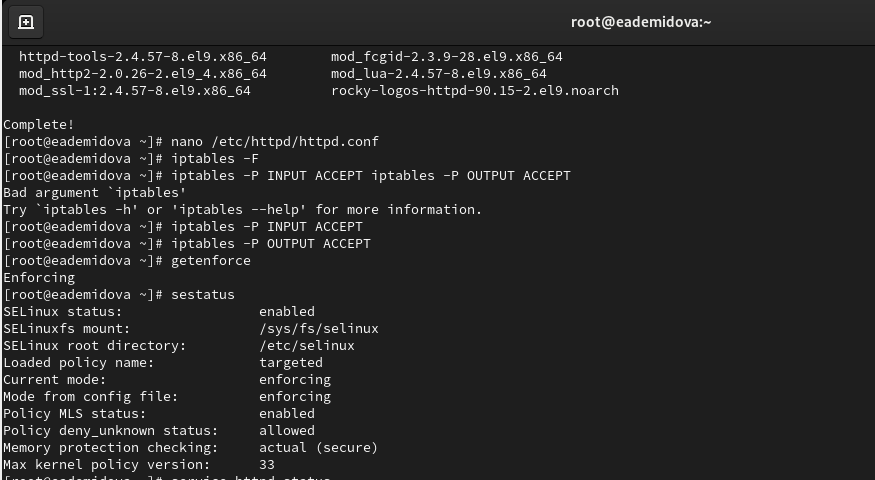 root@eademidova:~
httpd-tools-2.4.57-8.el9.x86_64        mod_fcgid-2.3.9-28.el9.x86_64
mod_http2-2.0.26-2.el9_4.x86_64        mod_lua-2.4.57-8.el9.x86_64
mod_ssl-1:2.4.57-8.el9.x86_64          rocky-logos-httpd-90.15-2.el9.noarch
Complete!
[root@eademidova ~]# nano /etc/httpd/httpd.conf
[root@eademidova ~]# iptables -F
[root@eademidova ~]# iptables -P INPUT ACCEPT iptables -P OUTPUT ACCEPT
Bad argument `iptables'
Try `iptables -h' or 'iptables --help' for more information.
[root@eademidova ~]# iptables -P INPUT ACCEPT
[root@eademidova ~]# iptables -P OUTPUT ACCEPT
[root@eademidova ~]# getenforce
Enforcing
[root@eademidova ~]# sestatus
SELinux status:                 enabled
SELinuxfs mount:                /sys/fs/selinux
SELinux root directory:         /etc/selinux
Loaded policy name:             targeted
Current mode:                   enforcing
Mode from config file:          enforcing
Policy MLS status:              enabled
Policy deny_unknown status:     allowed
Memory protection checking:     actual (secure)
Max kernel policy version:      33
[root@eademidova ~]# service httpd status